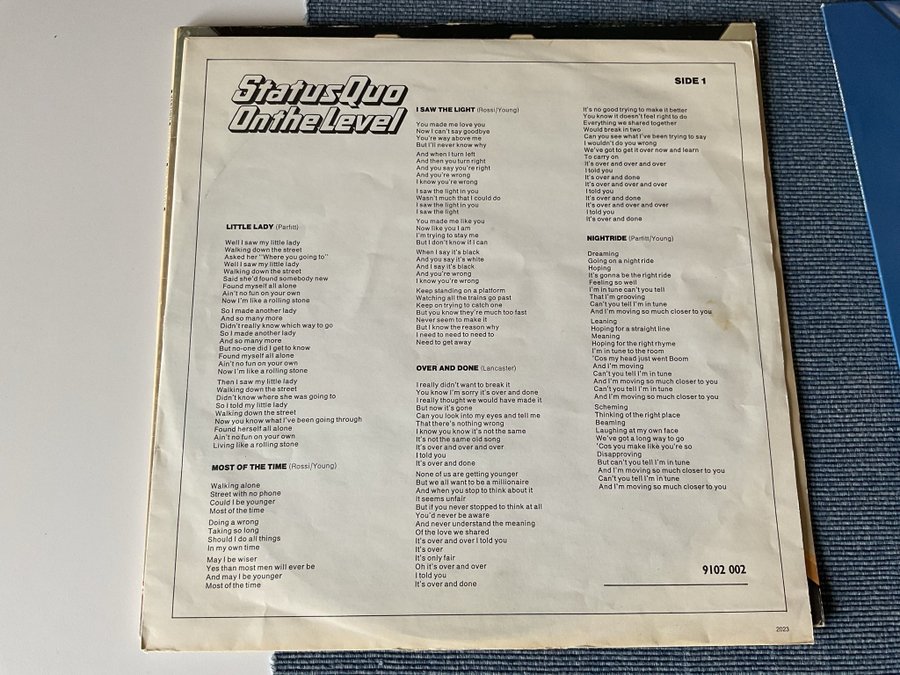 Status Quo
On the Level
SIDE 1
LITTLE LADY (Parfitt)
Well I saw my little lady
Walking down the street
Asked her "Where you going to"
Well I saw my little lady
Walking down the street
Said she'd found somebody new
Found myself all alone
Ain't no fun on your own
Now I'm like a rolling stone
So I made another lady
And so many more
Didn't really know which way to go
So I made another lady
And so many more
But no-one did I get to know
Found myself all alone
Ain't no fun on your own
Now I'm like a rolling stone
Then I saw my little lady
Walking down the street
Didn't know where she was going to
So I told my little lady
Walking down the street
Now you know what I've been going through
Found herself all alone
Ain't no fun on your own
Living like a rolling stone
MOST OF THE TIME (Rossi/Young)
Walking alone
Street with no phone
Could I be younger
Most of the time
Doing a wrong
Taking so long
Should I do all things
In my own time
May I be wiser
Yes than most men will ever be
And may I be younger
Most of the time
I SAW THE LIGHT (Rossi/Young)
You made me love you
Now I can't say goodbye
You're way above me
But I'll never know why
And when I turn left
And then you turn right
And you say you're right
And you're wrong
I know you're wrong
I saw the light in you
Wasn't much that I could do
I saw the light in you
I saw the light
You made me like you
Now like you I am
I'm trying to stay me
But I don't know if I can
When I say it's black
And you say it's white
And I say it's black
And you're wrong
I know you're wrong
Keep standing on a platform
Watching all the trains go past
Keep on trying to catch one
But you know they're much too fast
Never seem to make it
But I know the reason why
I need to need to need to
Need to get away
OVER AND DONE (Lancaster)
I really didn't want to break it
You know I'm sorry it's over and done
I really thought we would have made it
But now it's gone
Can you look into my eyes and tell me
That there's nothing wrong
I know you know it's not the same
It's not the same old song
It's over and over and over
I told you
It's over and done
None of us are getting younger
But we all want to be a millionaire
And when you stop to think about it
It seems unfair
But if you never stopped to think at all
You'd never be aware
And never understand the meaning
Of the love we shared
It's over and over I told you
It's over
It's only fair
Oh it's over and over
I told you
It's over and done
It's no good trying to make it better
You know it doesn't feel right to do
Everything we shared together
Would break in two
Can you see what I've been trying to say
I wouldn't do you wrong
We've got to get it over now and learn
To carry on
It's over and over and over
I told you
It's over and done
It's over and over and over
I told you
It's over and done
It's over and over and over
I told you
It's over and done
NIGHTRIDE (Parfitt/Young)
Dreaming
Going on a night ride
Hoping
It's gonna be the right ride
Feeling so well
I'm in tune can't you tell
That I'm grooving
Can't you tell I'm in tune
And I'm moving so much closer to you
Leaning
Hoping for a straight line
Meaning
Hoping for the right rhyme
I'm in tune to the room
'Cos my head just went Boom
And I'm moving
Can't you tell I'm in tune
And I'm moving so much closer to you
Can't you tell I'm in tune
And I'm moving so much closer to you
Scheming
Thinking of the right place
Beaming
Laughing at my own face
We've got a long way to go
'Cos you make like you're so
Disapproving
But can't you tell I'm in tune
And I'm moving so much closer to you
Can't you tell I'm in tune
And I'm moving so much closer to you
9102 002
2023